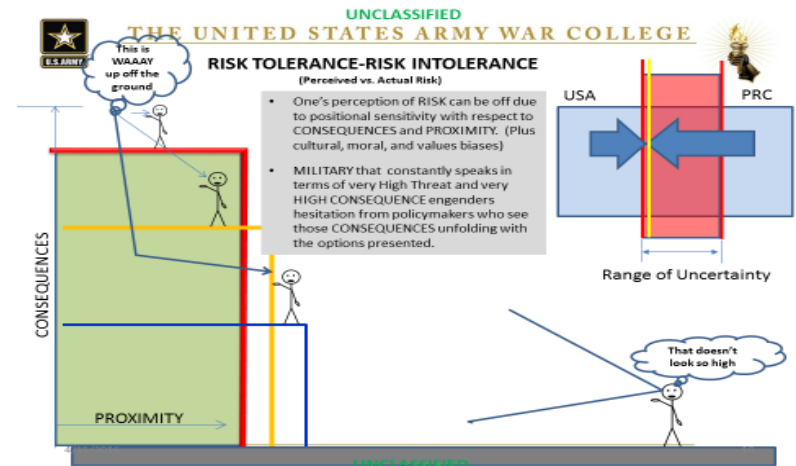 UNCLASSIFIED
THE UNITED STATES ARMY WAR COLLEGE
U.S.ARMY
This is
WAAAY
up off the
ground
RISK TOLERANCE-RISK INTOLERANCE
(Perceived vs. Actual Risk)
• One's perception of RISK can be off due
to positional sensitivity with respect to
CONSEQUENCES and PROXIMITY. (Plus
cultural, moral, and values biases)
• MILITARY that constantly speaks in
terms of very High Threat and very
HIGH CONSEQUENCE engenders
hesitation from policymakers who see
those CONSEQUENCES unfolding with
the options presented.
USA
PRC
Range of Uncertainty
CONSEQUENCES
PROXIMITY
That doesn't
look so high
UNCLASSIFIED